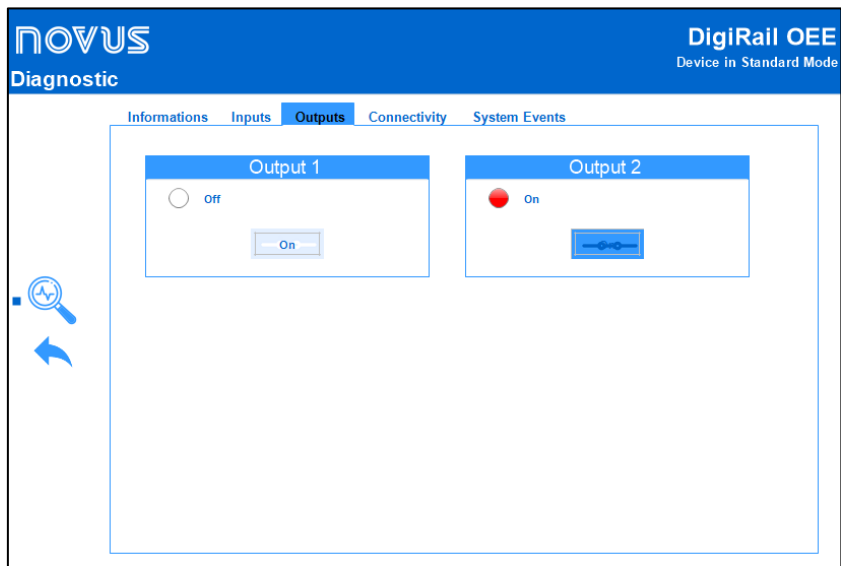 novus
DigiRail OEE
Device in Standard Mode
Diagnostic
Informations Inputs Outputs Connectivity System Events
Output 1
Output 2
Off
On
On